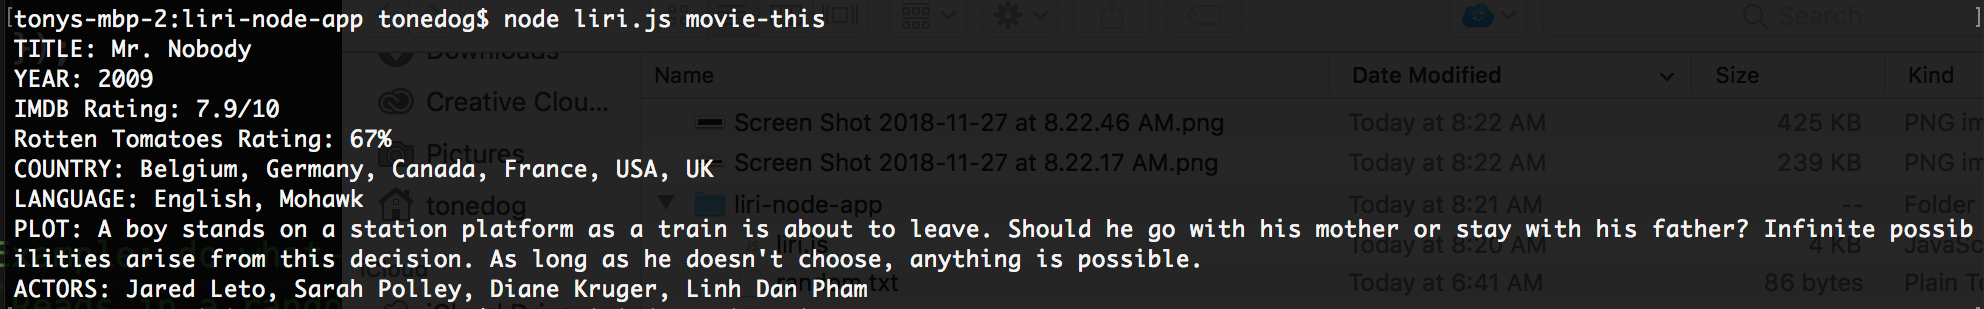 [tonys-mbp-2:liri-node-app tonedog$ node liri.js movie-this ]
TITLE: Mr. Nobody
YEAR: 2009
IMDB Rating: 7.9/10
Rotten Tomatoes Rating: 67%
COUNTRY: Belgium, Germany, Canada, France, USA, UK
LANGUAGE: English, Mohawk
PLOT: A boy stands on a station platform as a train is about to leave. Should he go with his mother or stay with his father? Infinite possib
ilities arise from this decision. As long as he doesn't choose, anything is possible.
ACTORS: Jared Leto, Sarah Polley, Diane Kruger, Linh Dan Pham
Search
Downloads
Creative Clou...
Pictures
tonedog
iCloud
Name Date Modified Size Kind
Screen Shot 2018-11-27 at 8.22.46 AM.png Today at 8:22 AM 425 KB PNG im
Screen Shot 2018-11-27 at 8.22.17 AM.png Today at 8:22 AM 239 KB PNG im
liri-node-app Today at 8:21 AM -- Folder
liri.js Today at 8:20 AM 4 KB JavaSc
random.txt Today at 6:41 AM 86 bytes Plain Te